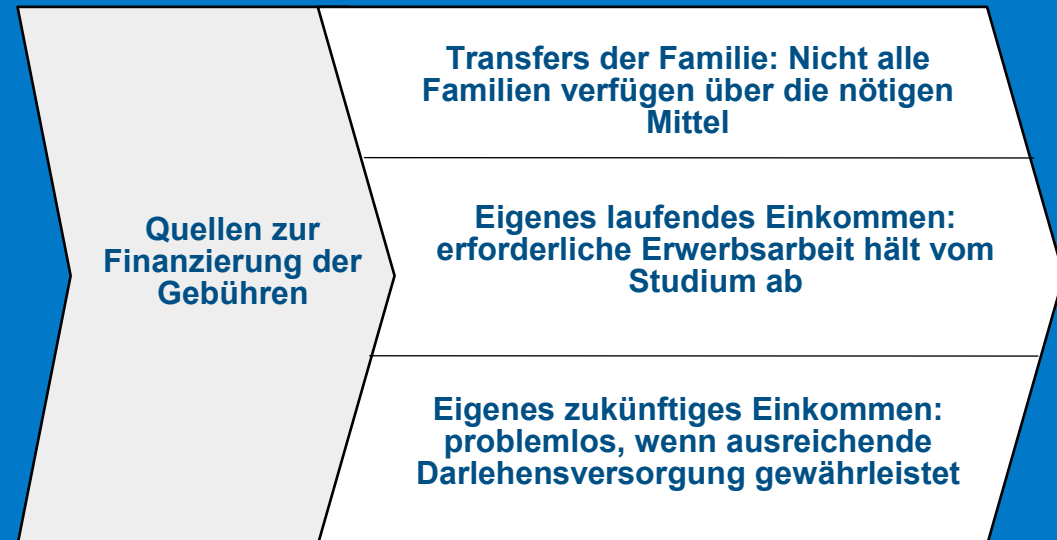 Transfers der Familie: Nicht alle
Familien verfügen über die nötigen
Mittel
Quellen zur
Finanzierung der
Gebühren
Eigenes laufendes Einkommen:
erforderliche Erwerbsarbeit hält vom
Studium ab
Eigenes zukünftiges Einkommen:
problemlos, wenn ausreichende
Darlehensversorgung gewährleistet